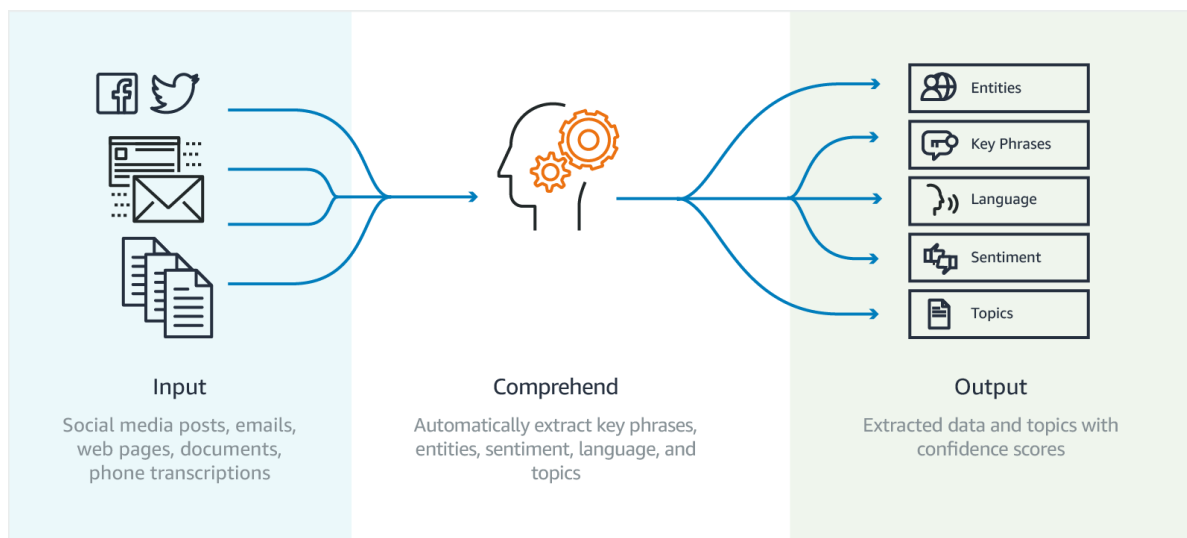 Entities
Key Phrases
Language
Sentiment
Topics
Input
Social media posts, emails,
web pages, documents,
phone transcriptions
Comprehend
Automatically extract key phrases,
entities, sentiment, language, and
topics
Output
Extracted data and topics with
confidence scores